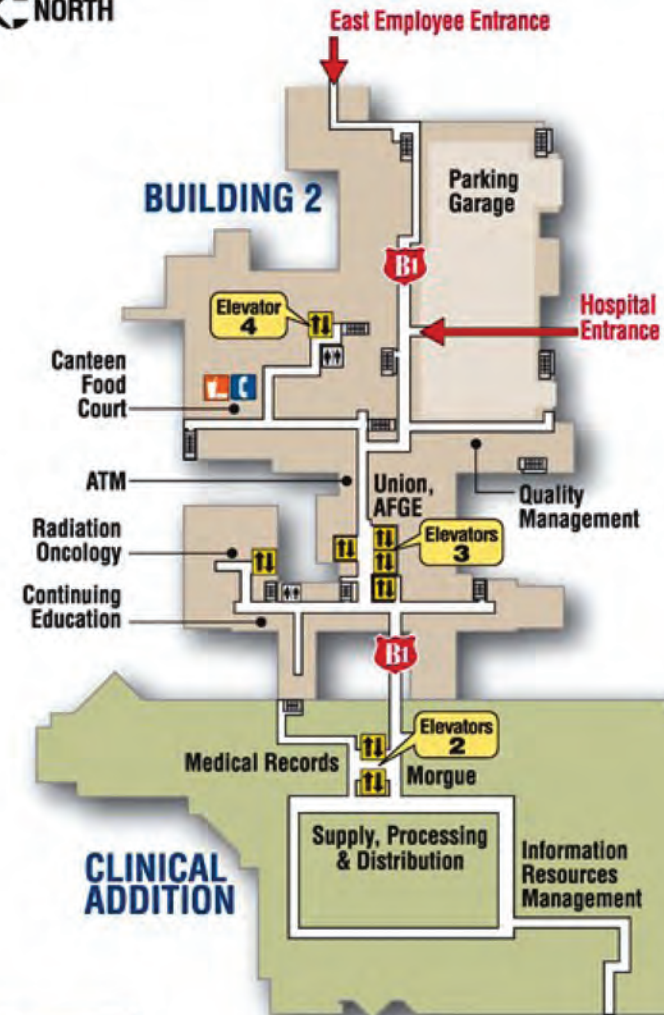 NORTH
East Employee Entrance
BUILDING 2
Parking
Garage
B1
Elevator
4
Hospital
Entrance
Canteen
Food
Court
ATM
Union,
AFGE
Quality
Management
Radiation
Oncology
Elevators
3
Continuing
Education
B1
Elevators
2
Medical Records
Morgue
Supply, Processing
& Distribution
Information
Resources
Management
CLINICAL
ADDITION